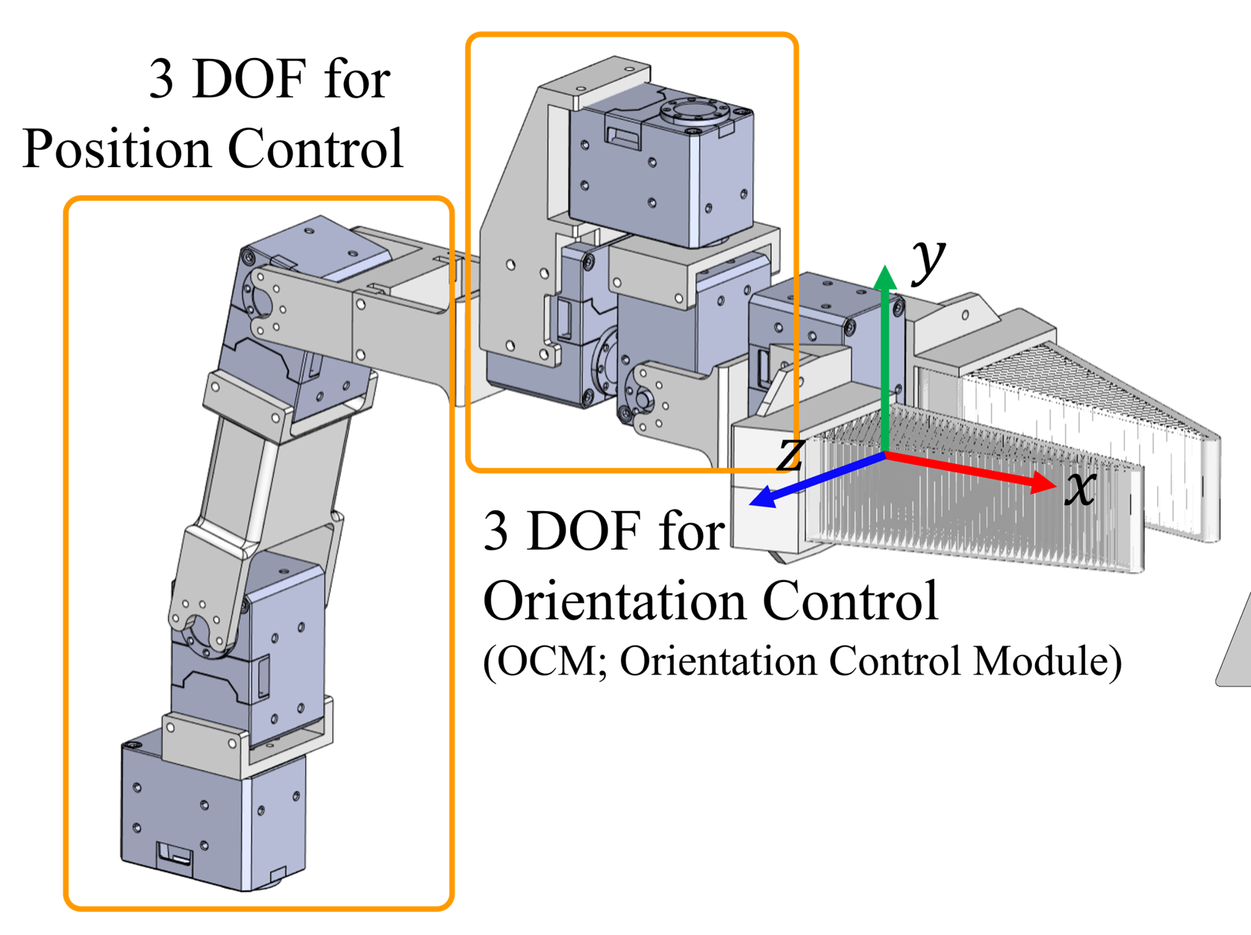 3 DOF for
Position Control
y
z
x
3 DOF for
Orientation Control
(OCM; Orientation Control Module)